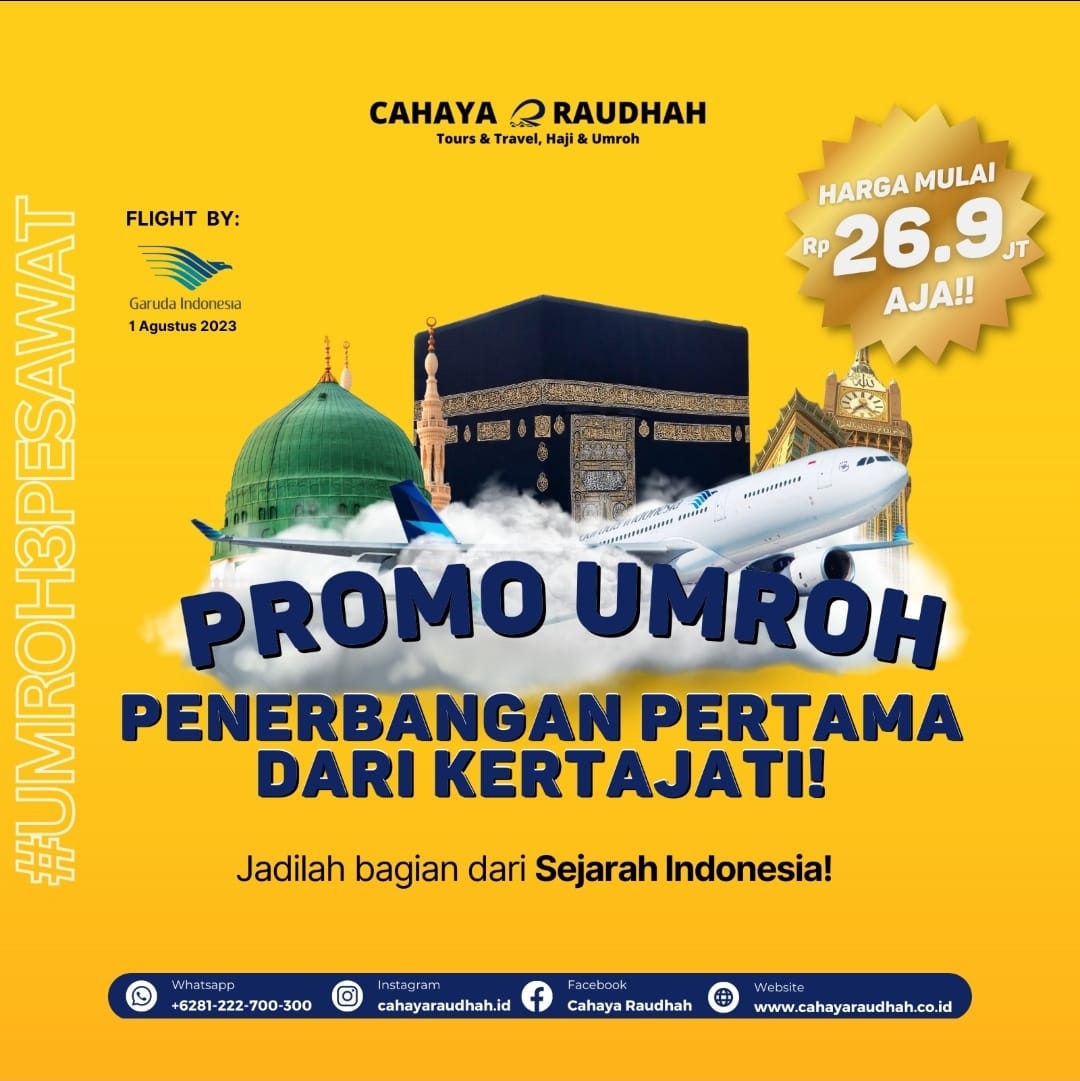 CAHAYA RAUDHAH
Tours & Travel, Haji & Umroh
HARGA MULAI
Rp 26.9 JT
AJA!!
FLIGHT BY:
Garuda Indonesia
1 Agustus 2023
#UMROH3PESAWAT
Garuda Indonesia
PROMO UMROH
PENERBANGAN PERTAMA
DARI KERTAJATI!
Jadilah bagian dari Sejarah Indonesia!
Whatsapp
+6281-222-700-300
Instagram
cahayaraudhah.id
Facebook
Cahaya Raudhah
Website
www.cahayaraudhah.co.id